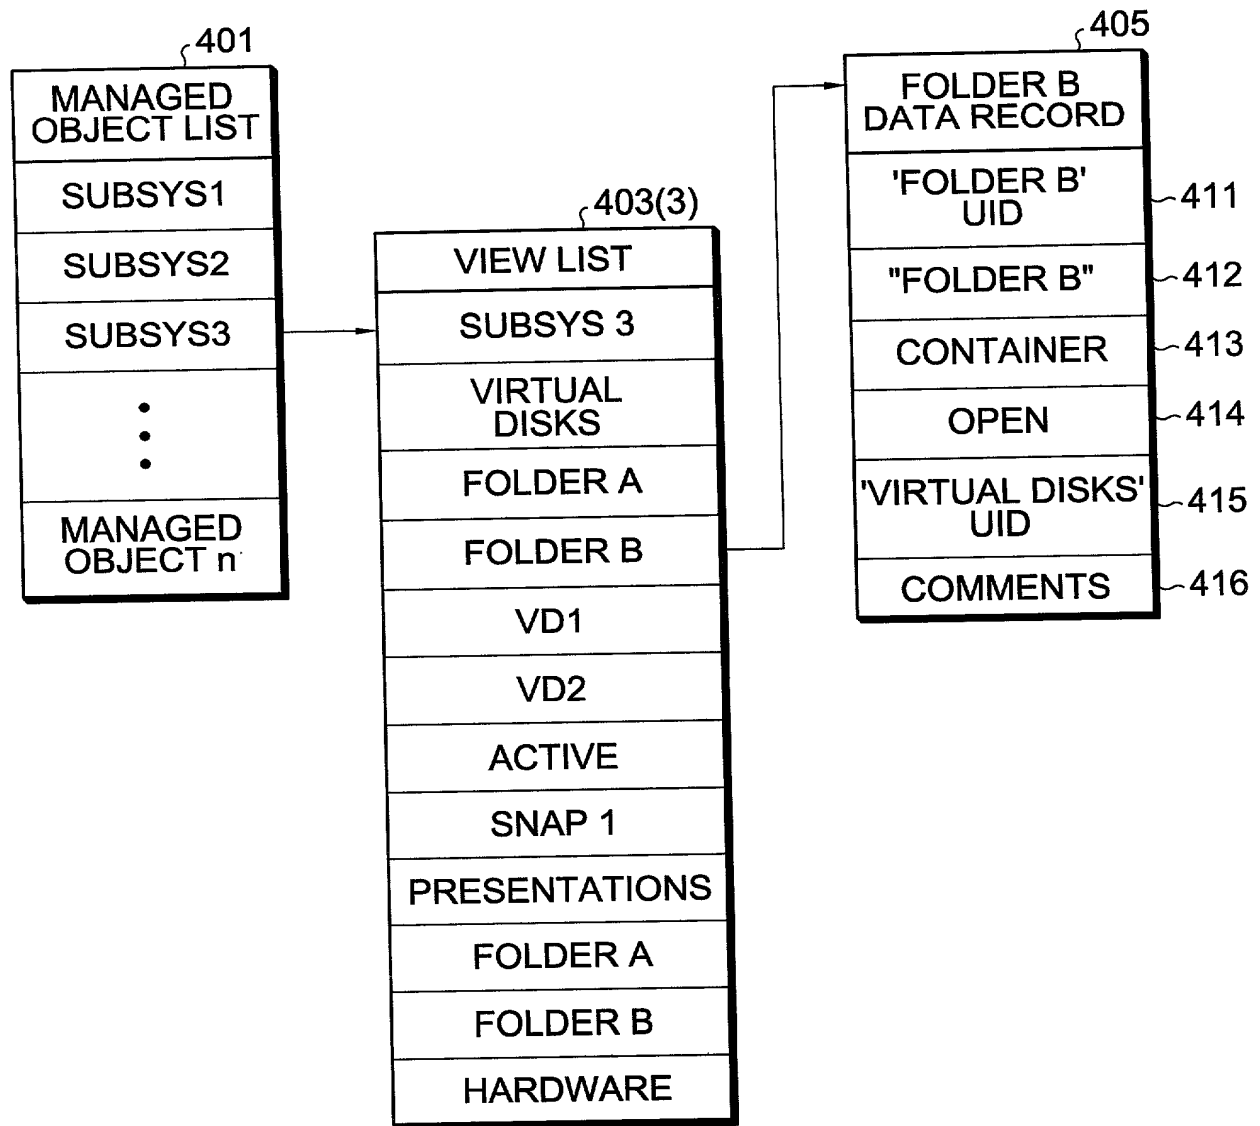 401
MANAGED
OBJECT LIST
SUBSYS1
SUBSYS2
SUBSYS3
MANAGED
OBJECT n
403(3)
VIEW LIST
SUBSYS 3
VIRTUAL
DISKS
FOLDER A
FOLDER B
VD1
VD2
ACTIVE
SNAP 1
PRESENTATIONS
FOLDER A
FOLDER B
HARDWARE
405
FOLDER B
DATA RECORD
'FOLDER B'
UID
411
"FOLDER B"
412
CONTAINER
413
OPEN
414
'VIRTUAL DISKS'
UID
415
COMMENTS
416